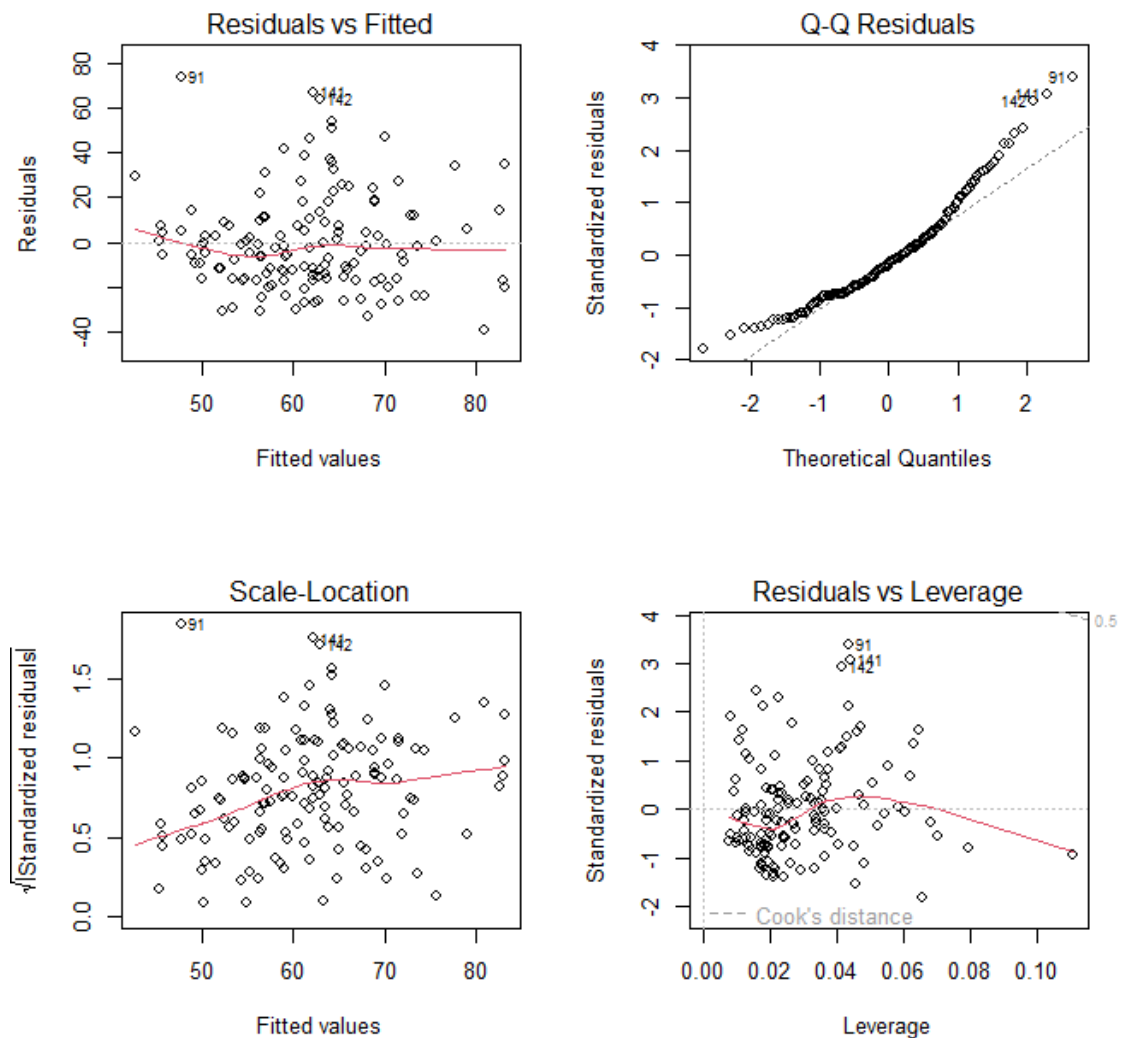 Residuals vs Fitted
Residuals
80
60
40
20
0
-40
91
141
142
50 60 70 80
Fitted values
Q-Q Residuals
Standardized residuals
4
3
2
1
0
-1
-2
91
141
142
-2 -1 0 1 2
Theoretical Quantiles
Scale-Location
√|Standardized residuals|
1.5
1.0
0.5
0.0
91
141
142
50 60 70 80
Fitted values
Residuals vs Leverage
Standardized residuals
4
3
2
1
0
-1
-2
0.5
91
141
142
Cook's distance
0.00 0.02 0.04 0.06 0.08 0.10
Leverage